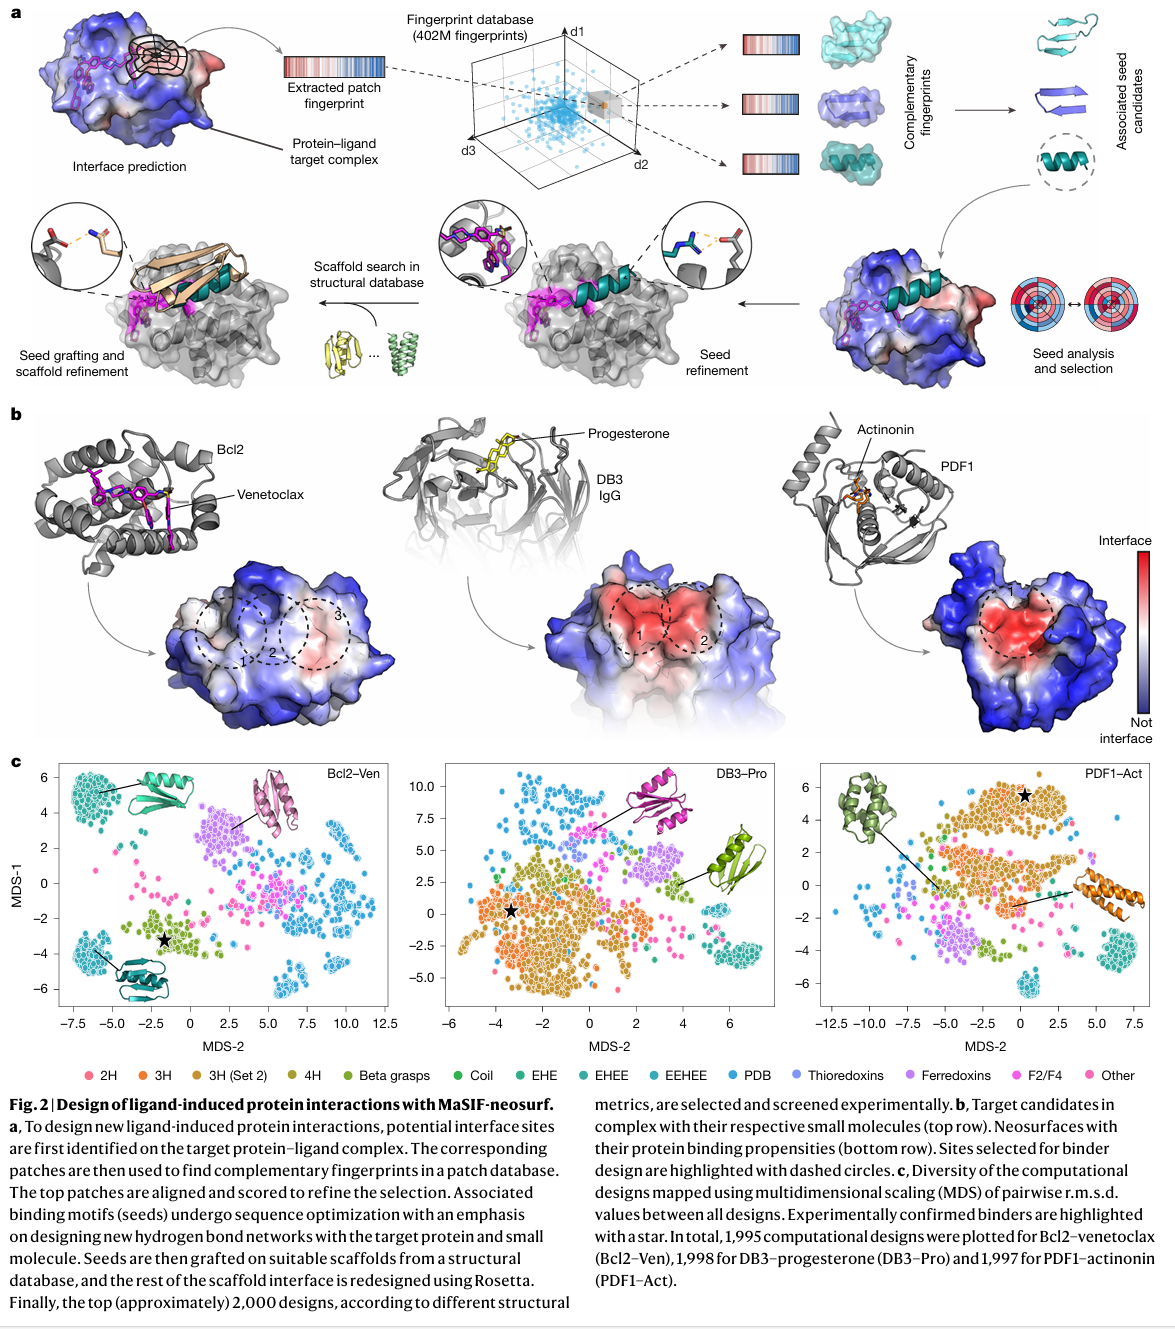 a
Fingerprint database
(402M fingerprints)
d1
d2
d3
Extracted patch
fingerprint
Protein–ligand
target complex
Interface prediction
Complementary
fingerprints
Associated seed
candidates
Scaffold search in
structural database
...
Seed grafting and
scaffold refinement
Seed
refinement
Seed analysis
and selection
b
Bcl2
Venetoclax
Progesterone
DB3
IgG
Actinonin
PDF1
1
2
3
1
2
1
Interface
Not
interface
c
Bcl2–Ven
MDS-1
6
4
2
0
−2
−4
−6
−7.5 −5.0 −2.5 0 2.5 5.0 7.5 10.0 12.5
MDS-2
DB3–Pro
10.0
7.5
5.0
2.5
0
−2.5
−5.0
−6 −4 −2 0 2 4 6
MDS-2
PDF1–Act
6
4
2
0
−2
−4
−6
−12.5 −10.0 −7.5 −5.0 −2.5 0 2.5 5.0 7.5
MDS-2
2H 3H 3H (Set 2) 4H Beta grasps Coil EHE EHEE EEHEE PDB Thioredoxins Ferredoxins F2/F4 Other
Fig. 2 | Design of ligand-induced protein interactions with MaSIF-neosurf.
a, To design new ligand-induced protein interactions, potential interface sites
are first identified on the target protein–ligand complex. The corresponding
patches are then used to find complementary fingerprints in a patch database.
The top patches are aligned and scored to refine the selection. Associated
binding motifs (seeds) undergo sequence optimization with an emphasis
on designing new hydrogen bond networks with the target protein and small
molecule. Seeds are then grafted on suitable scaffolds from a structural
database, and the rest of the scaffold interface is redesigned using Rosetta.
Finally, the top (approximately) 2,000 designs, according to different structural
metrics, are selected and screened experimentally. b, Target candidates in
complex with their respective small molecules (top row). Neosurfaces with
their protein binding propensities (bottom row). Sites selected for binder
design are highlighted with dashed circles. c, Diversity of the computational
designs mapped using multidimensional scaling (MDS) of pairwise r.m.s.d.
values between all designs. Experimentally confirmed binders are highlighted
with a star. In total, 1,995 computational designs were plotted for Bcl2–venetoclax
(Bcl2–Ven), 1,998 for DB3–progesterone (DB3–Pro) and 1,997 for PDF1–actinonin
(PDF1–Act).